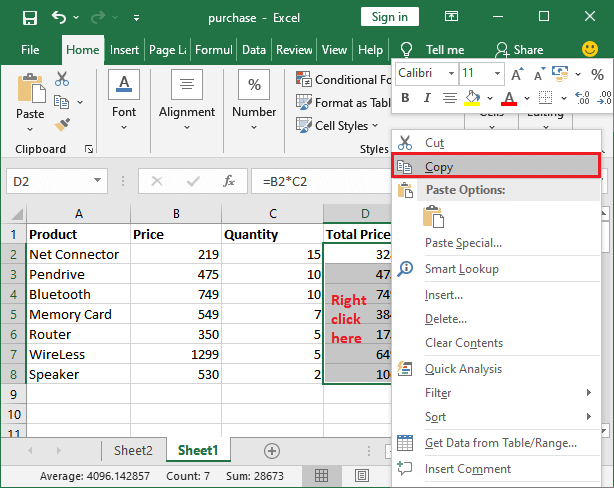 purchase - Excel
Sign in
File Home Insert Page La Formul Data Review View Help Tell me Share
Calibri 11 A A %
B I A .00
Paste
Font
Alignment
%
Number
Conditional Fo
Format as Tabl
Cell Styles
Clipboard
Styles
Cells
Editing
Cut
Copy
Paste Options:
Paste Special...
Smart Lookup
Insert...
Delete...
Clear Contents
Quick Analysis
Filter
Sort
Get Data from Table/Range...
Insert Comment
D2 fx =B2*C2
A B C D
1 Product Price Quantity Total Price
2 Net Connector 219 15 32
3 Pendrive 475 10 47
4 Bluetooth 749 10 749
5 Memory Card 549 7 384
6 Router 350 5 17
7 WireLess 1299 5 649
8 Speaker 530 2 10
9
10
11
Right
click
here
Sheet2 Sheet1
Average: 4096.142857 Count: 7 Sum: 28673